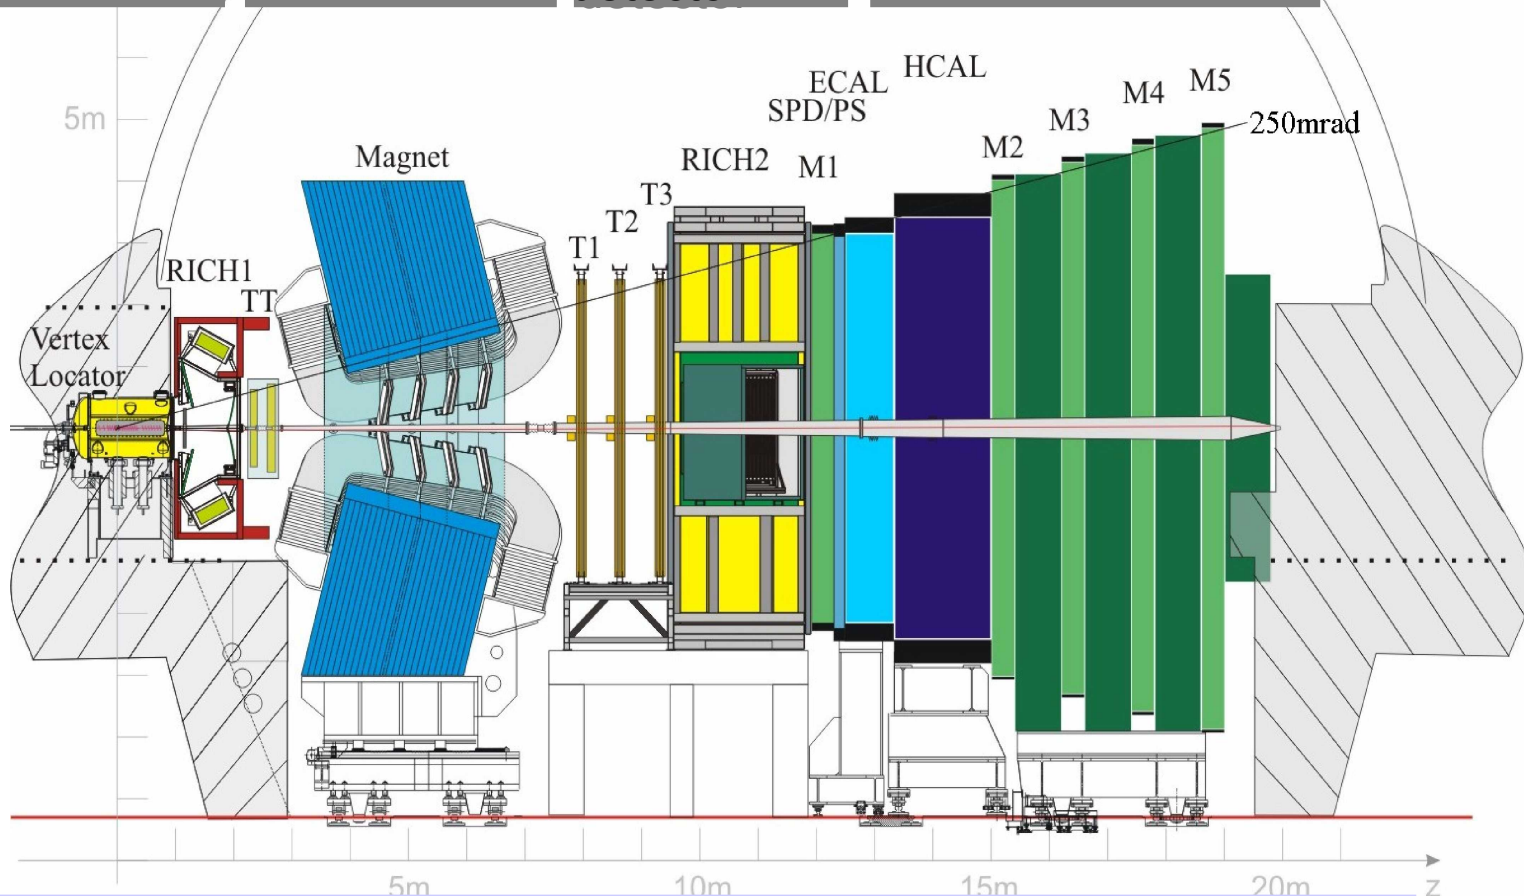 HCAL
ECAL
M5
SPD/PS
M4
5m
M3
250mrad
M2
Magnet
RICH2
M1
T3
T2
T1
RICH1
TT
Vertex
Locator
5m
10m
15m
20m
z